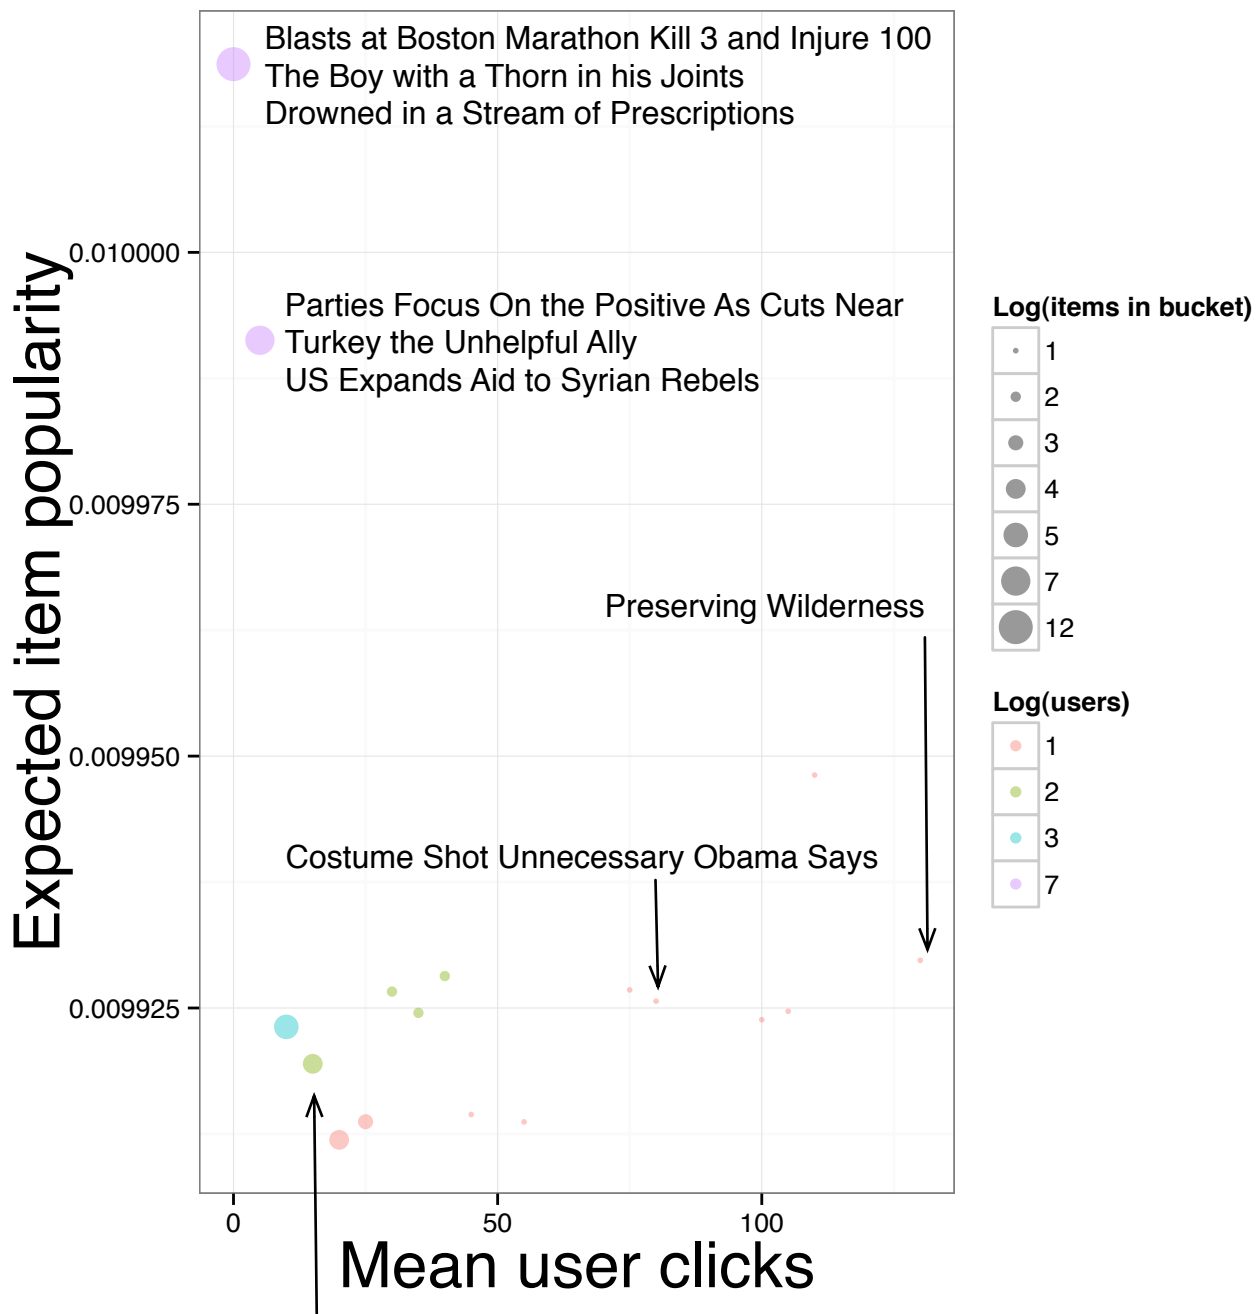 Blasts at Boston Marathon Kill 3 and Injure 100
The Boy with a Thorn in his Joints
Drowned in a Stream of Prescriptions
0.010000
Parties Focus On the Positive As Cuts Near
Turkey the Unhelpful Ally
US Expands Aid to Syrian Rebels
0.009975
Preserving Wilderness
0.009950
Costume Shot Unnecessary Obama Says
0.009925
Expected item popularity
0
50
100
Mean user clicks
Log(items in bucket)
1
2
3
4
5
7
12
Log(users)
1
2
3
7